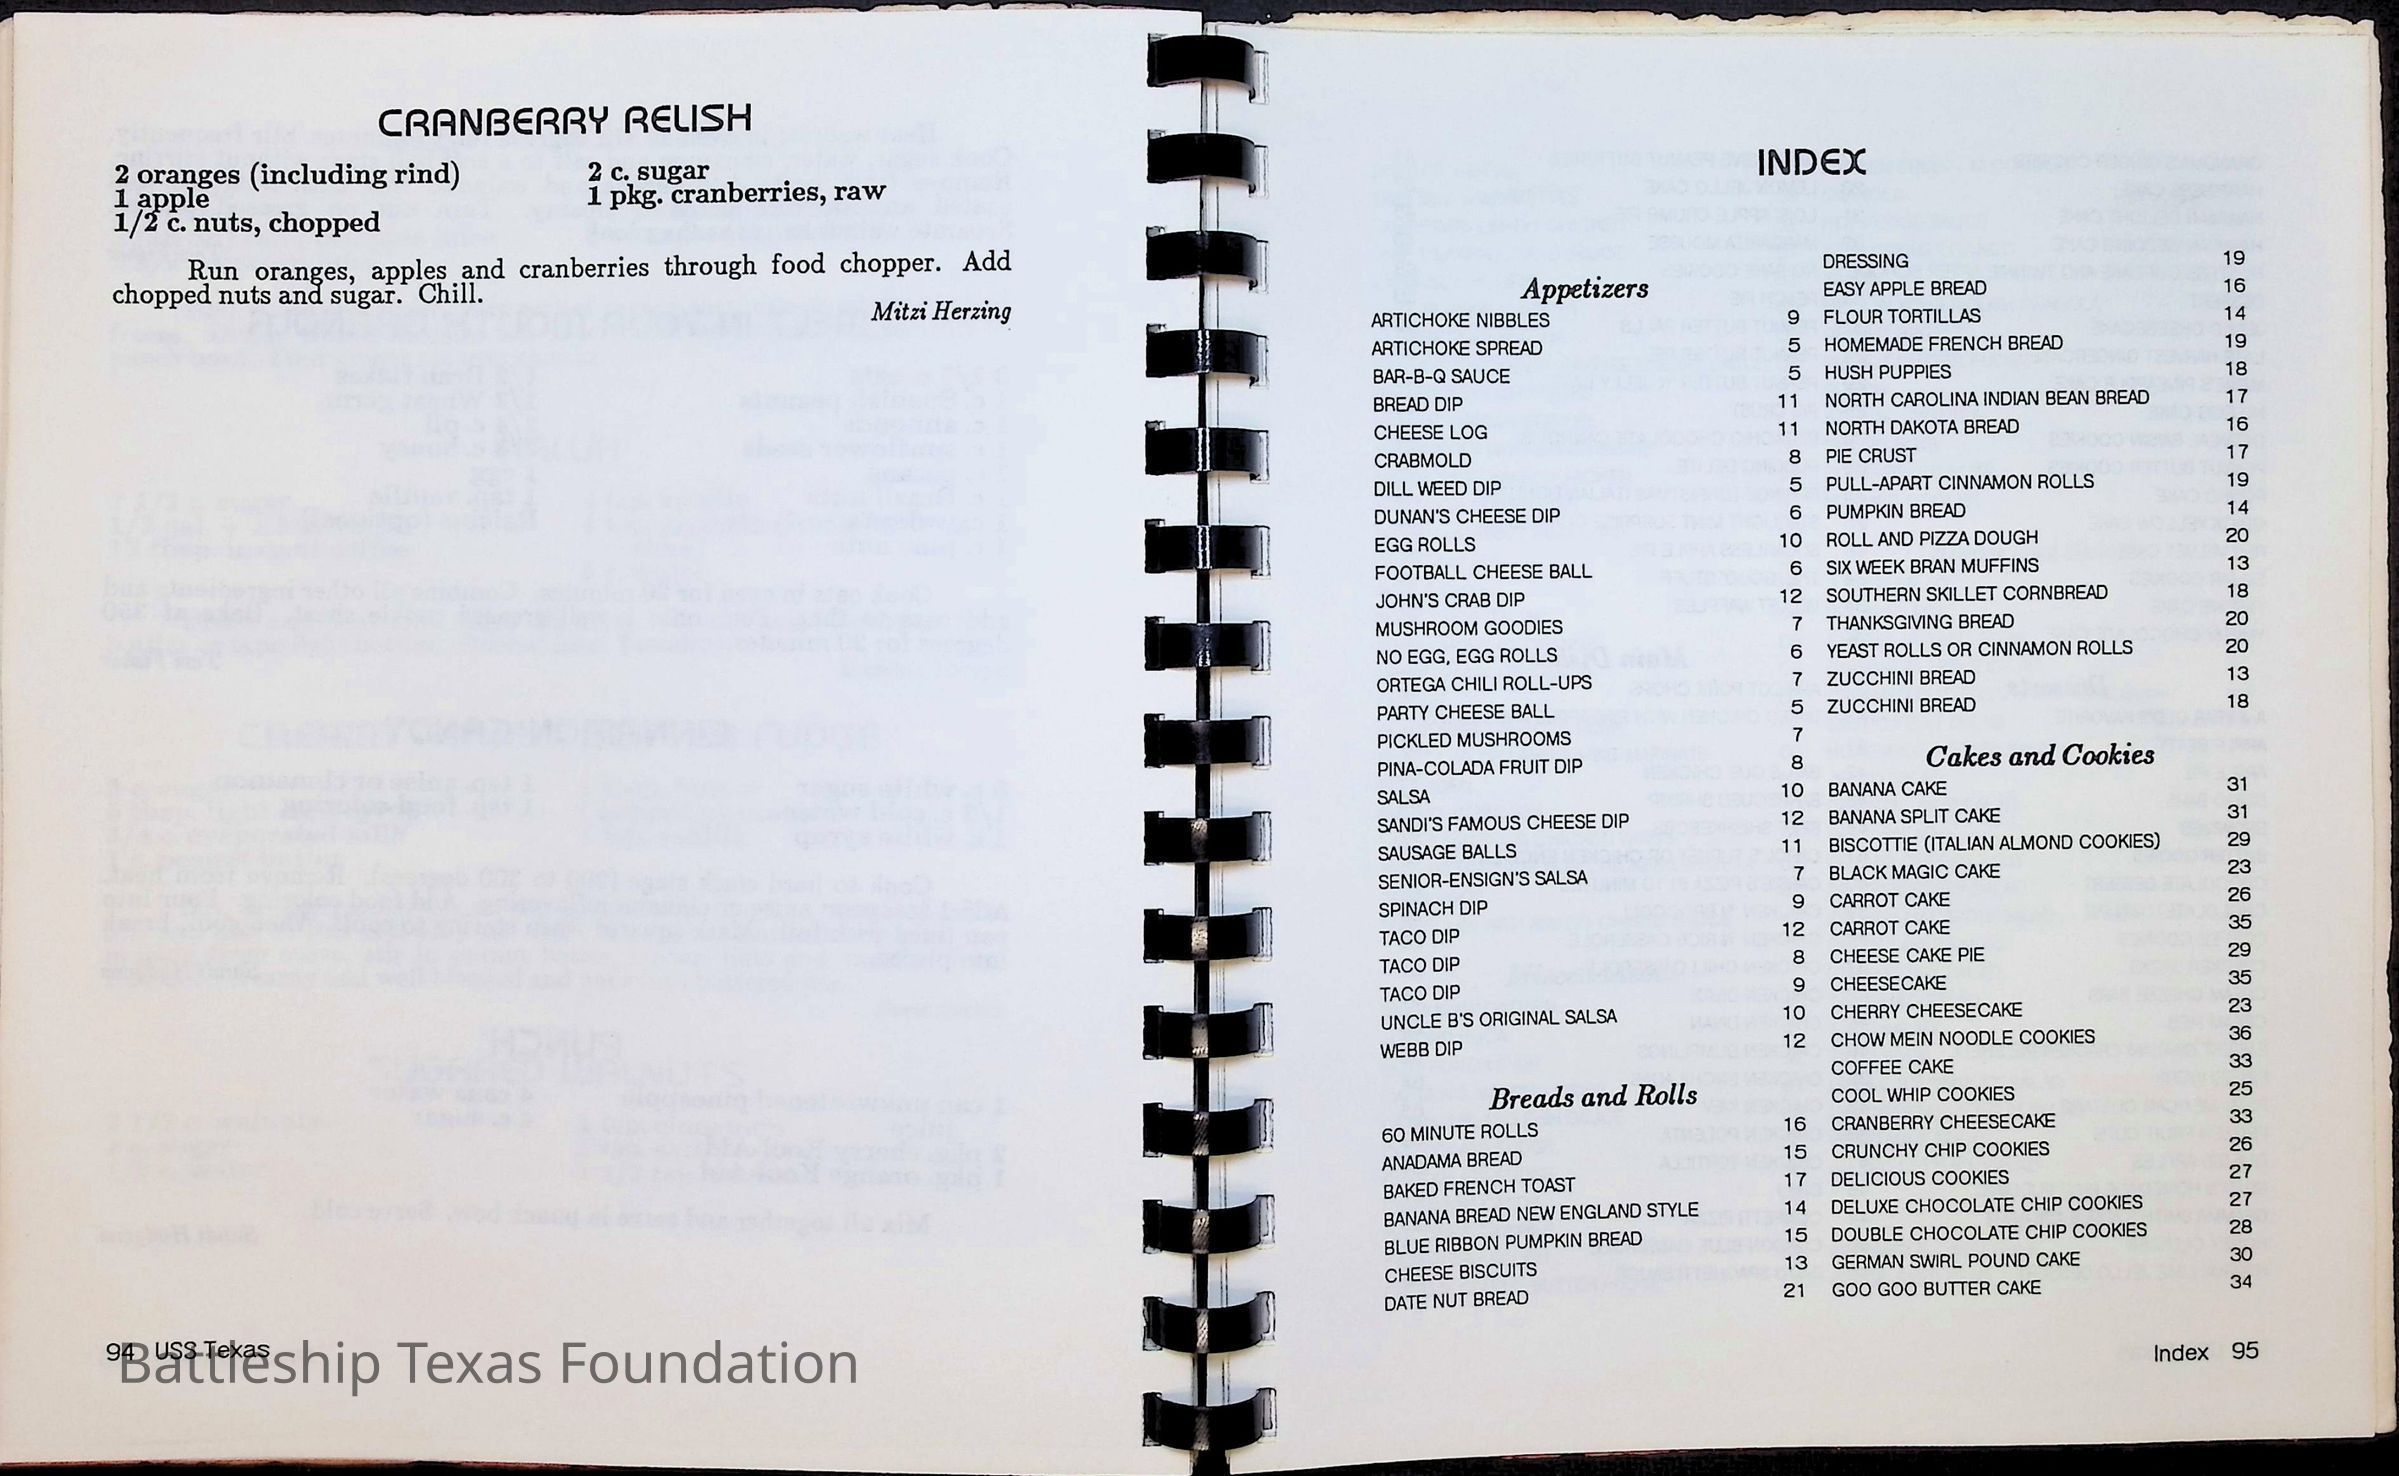 CRANBERRY RELISH
2 oranges (including rind)
1 apple
1/2 c. nuts, chopped
2 c. sugar
1 pkg. cranberries, raw
Run oranges, apples and cranberries through food chopper. Add
chopped nuts and sugar. Chill.
Mitzi Herzing
94 USS Texas
Battleship Texas Foundation
INDEX
Appetizers
ARTICHOKE NIBBLES 9
ARTICHOKE SPREAD 5
BAR-B-Q SAUCE 5
BREAD DIP 11
CHEESE LOG 11
CRABMOLD 8
DILL WEED DIP 5
DUNAN'S CHEESE DIP 6
EGG ROLLS 10
FOOTBALL CHEESE BALL 6
JOHN'S CRAB DIP 12
MUSHROOM GOODIES 7
NO EGG, EGG ROLLS 6
ORTEGA CHILI ROLL-UPS 7
PARTY CHEESE BALL 5
PICKLED MUSHROOMS 7
PINA-COLADA FRUIT DIP 8
SALSA 10
SANDI'S FAMOUS CHEESE DIP 12
SAUSAGE BALLS 11
SENIOR-ENSIGN'S SALSA 7
SPINACH DIP 9
TACO DIP 12
TACO DIP 8
TACO DIP 9
UNCLE B'S ORIGINAL SALSA 10
WEBB DIP 12
Breads and Rolls
60 MINUTE ROLLS 16
ANADAMA BREAD 15
BAKED FRENCH TOAST 17
BANANA BREAD NEW ENGLAND STYLE 14
BLUE RIBBON PUMPKIN BREAD 15
CHEESE BISCUITS 13
DATE NUT BREAD 21
DRESSING 19
EASY APPLE BREAD 16
FLOUR TORTILLAS 14
HOMEMADE FRENCH BREAD 19
HUSH PUPPIES 18
NORTH CAROLINA INDIAN BEAN BREAD 17
NORTH DAKOTA BREAD 16
PIE CRUST 17
PULL-APART CINNAMON ROLLS 19
PUMPKIN BREAD 14
ROLL AND PIZZA DOUGH 20
SIX WEEK BRAN MUFFINS 13
SOUTHERN SKILLET CORNBREAD 18
THANKSGIVING BREAD 20
YEAST ROLLS OR CINNAMON ROLLS 20
ZUCCHINI BREAD 13
ZUCCHINI BREAD 18
Cakes and Cookies
BANANA CAKE 31
BANANA SPLIT CAKE 31
BISCOTTIE (ITALIAN ALMOND COOKIES) 29
BLACK MAGIC CAKE 23
CARROT CAKE 26
CARROT CAKE 35
CHEESE CAKE PIE 29
CHEESECAKE 35
CHERRY CHEESECAKE 23
CHOW MEIN NOODLE COOKIES 36
COFFEE CAKE 33
COOL WHIP COOKIES 25
CRANBERRY CHEESECAKE 33
CRUNCHY CHIP COOKIES 26
DELICIOUS COOKIES 27
DELUXE CHOCOLATE CHIP COOKIES 27
DOUBLE CHOCOLATE CHIP COOKIES 28
GERMAN SWIRL POUND CAKE 30
GOO GOO BUTTER CAKE 34
Index 95